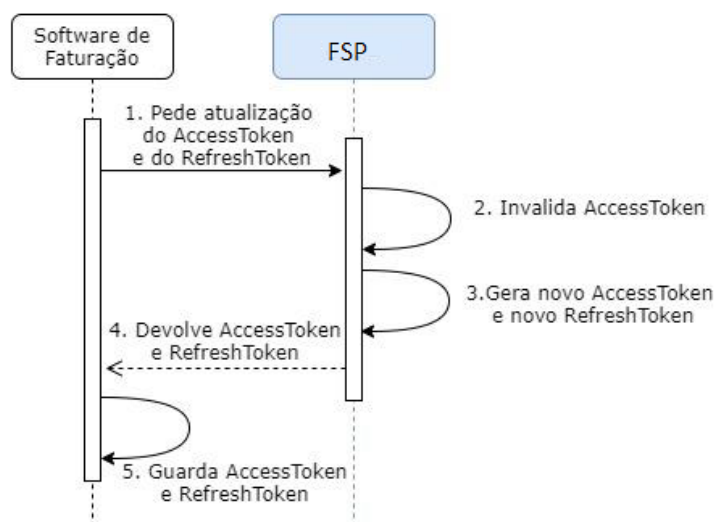 Software de
Faturação
FSP
1. Pede atualização
do AccessToken
e do RefreshToken
2. Invalida AccessToken
3.Gera novo AccessToken
e novo RefreshToken
4. Devolve AccessToken
e RefreshToken
5. Guarda AccessToken
e RefreshToken